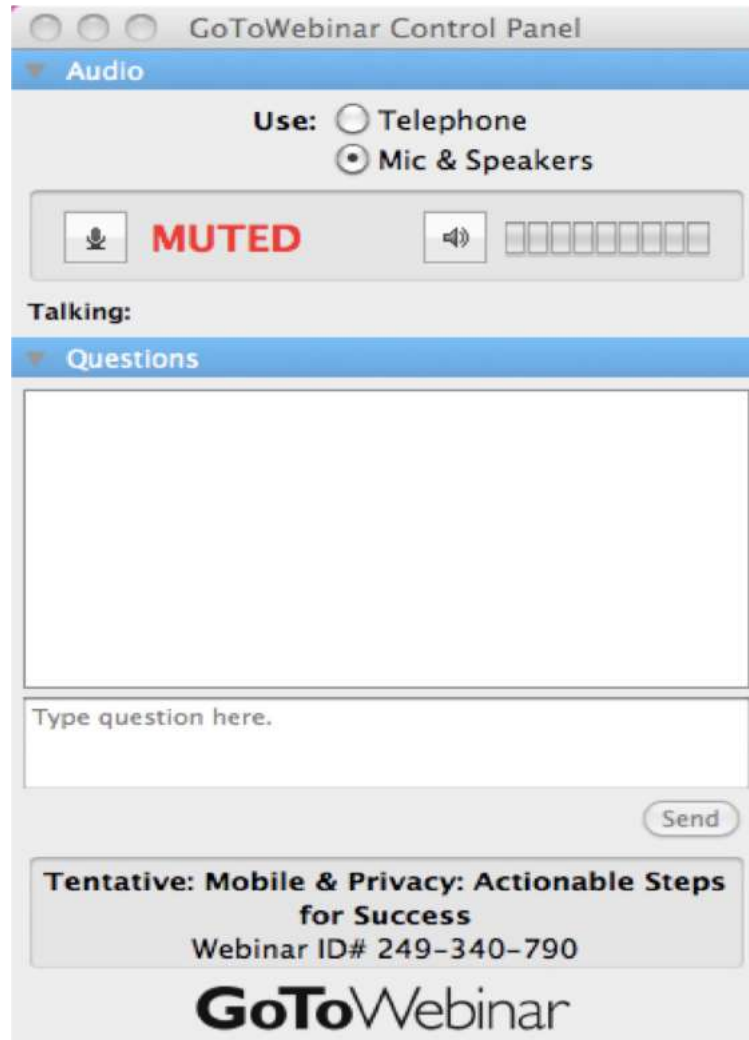 GoToWebinar Control Panel
Audio
Use: Telephone
Mic & Speakers
MUTED
Talking:
Questions
Type question here.
Send
Tentative: Mobile & Privacy: Actionable Steps
for Success
Webinar ID# 249-340-790
GoToWebinar